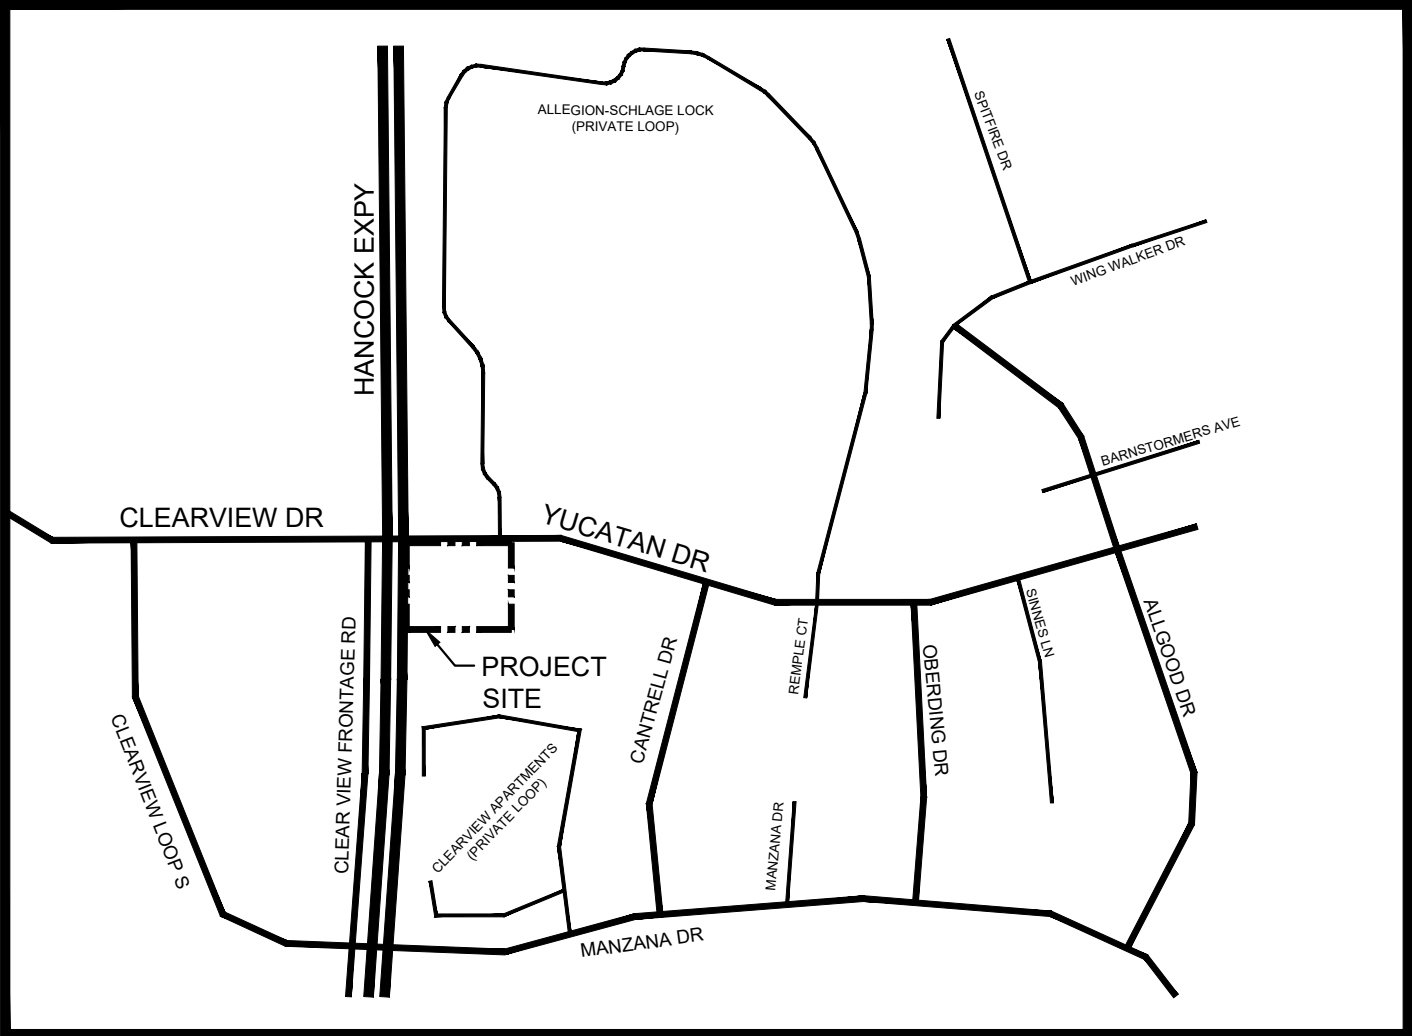 ALLEGION-SCHLAGE LOCK
(PRIVATE LOOP)
SPITFIRE DR
WING WALKER DR
HANCOCK EXPY
BARNSTORMERS AVE
CLEARVIEW DR
YUCATAN DR
SINNES LN
ALLGOOD DR
CLEAR VIEW FRONTAGE RD
PROJECT
SITE
CANTRELL DR
REMPLE CT
OBERDING DR
CLEARVIEW LOOP S
CLEARVIEW APARTMENTS
(PRIVATE LOOP)
MANZANA DR
MANZANA DR